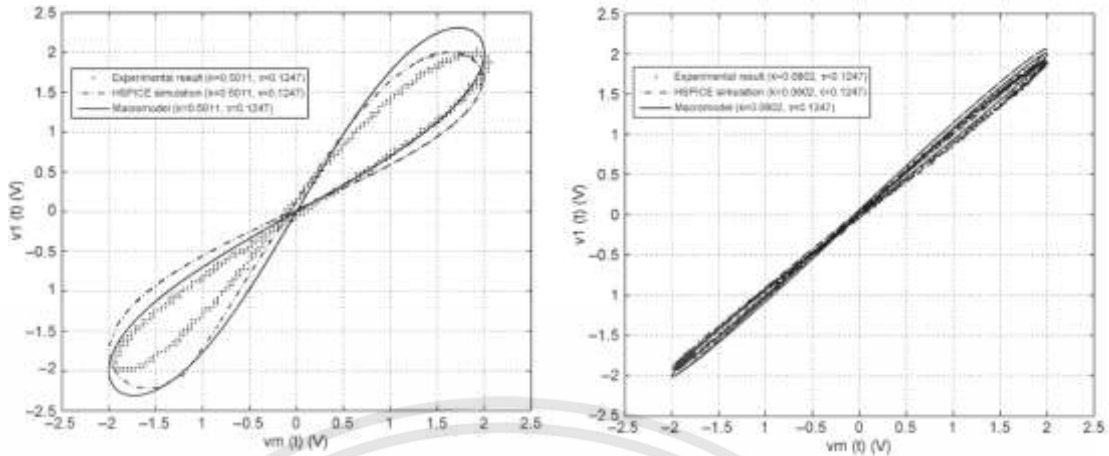 2.5
2
1.5
1
0.5
0
−0.5
1
−1.5
−2
−2.5
v1 (t) (V)
Experimental result (k=0.5011, τ=0.1247)
HSPICE simulation (k=0.5011, τ=0.1247)
Macromodel (k=0.5011, τ=0.1247)
−2.5 −2 −1.5 1 −0.5 0 0.5 1 1.5 2 2.5
vm (t) (V)
2.5
2
1.5
1
0.5
0
−0.5
1
−1.5
−2
−2.5
v1 (t) (V)
Experimental result (k=0.0902, τ=0.1247)
HSPICE simulation (k=0.0902, τ=0.1247)
Macromodel (k=0.0902, τ=0.1247)
−2.5 −2 −1.5 1 −0.5 0 0.5 1 1.5 2 2.5
vm (t) (V)